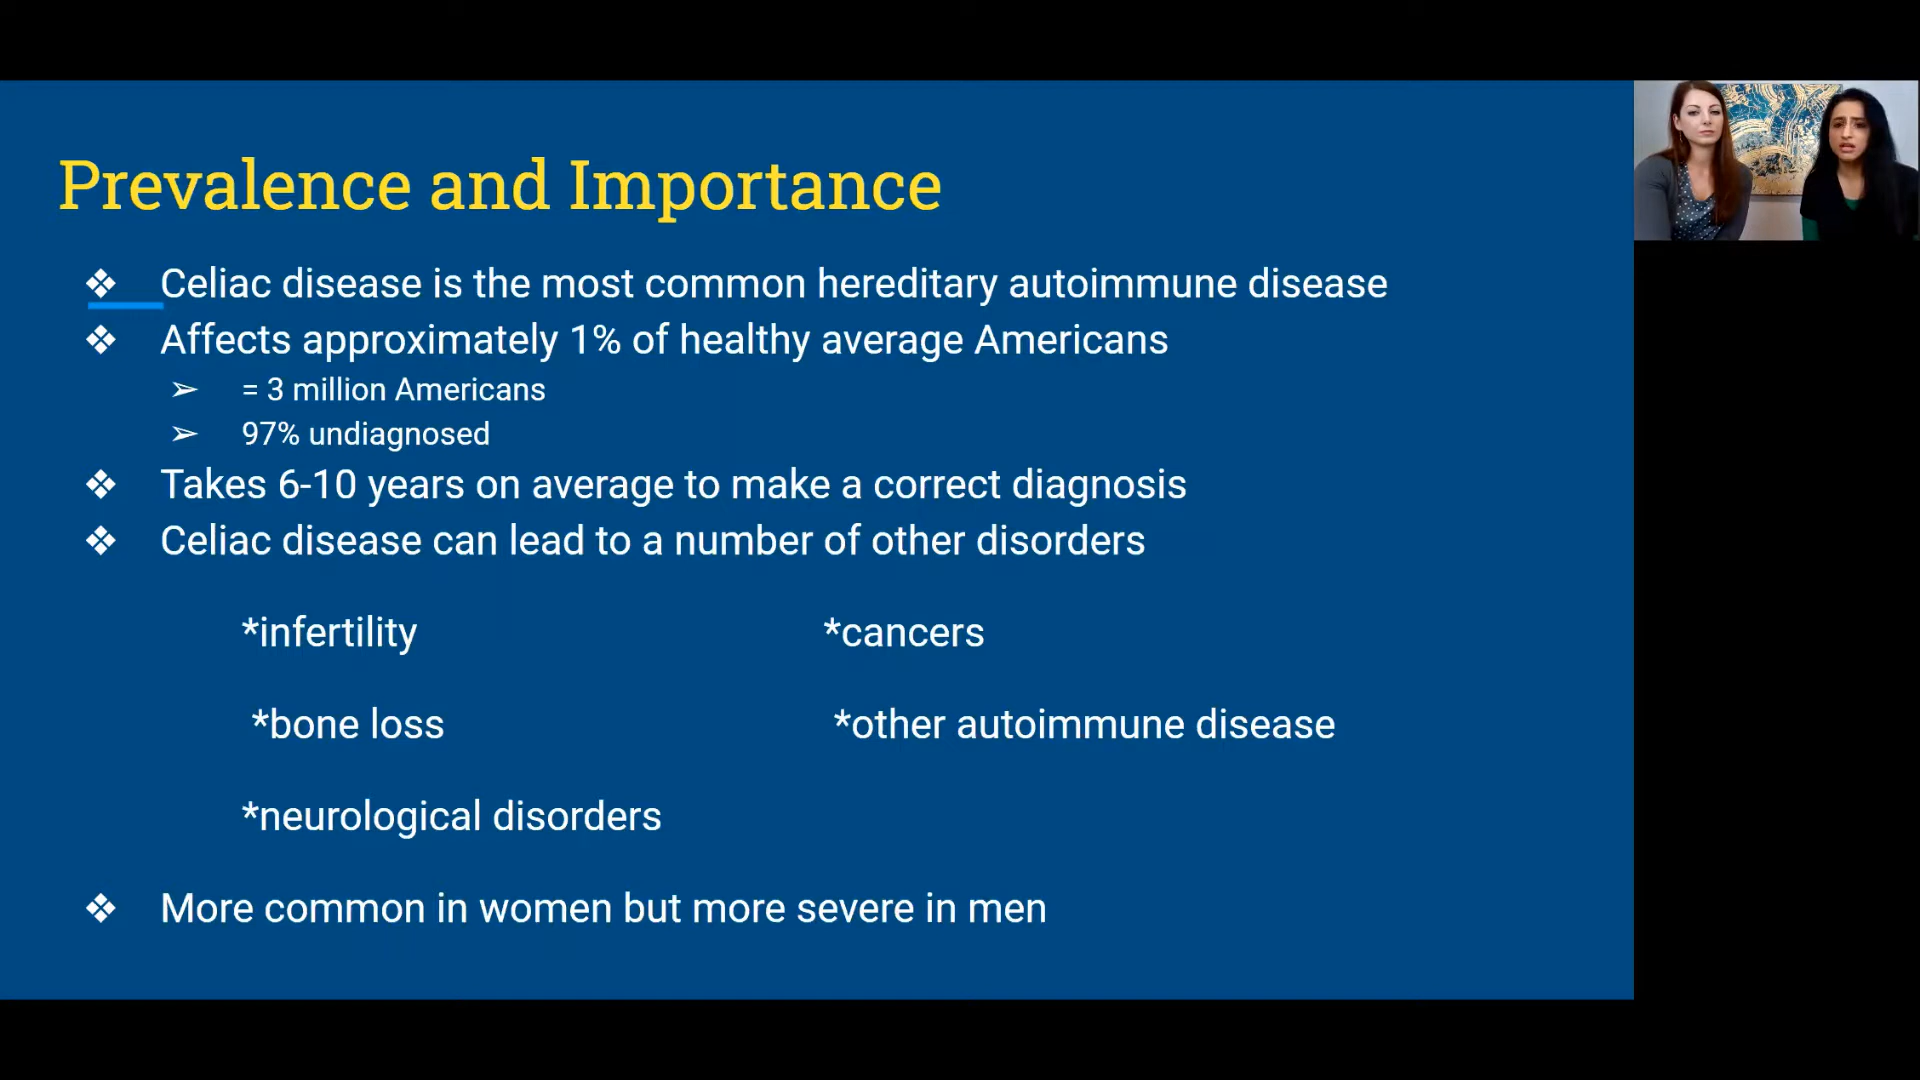 Prevalence and Importance
❖ Celiac disease is the most common hereditary autoimmune disease
❖ Affects approximately 1% of healthy average Americans
➢ = 3 million Americans
➢ 97% undiagnosed
❖ Takes 6-10 years on average to make a correct diagnosis
❖ Celiac disease can lead to a number of other disorders
*infertility *cancers
*bone loss *other autoimmune disease
*neurological disorders
❖ More common in women but more severe in men